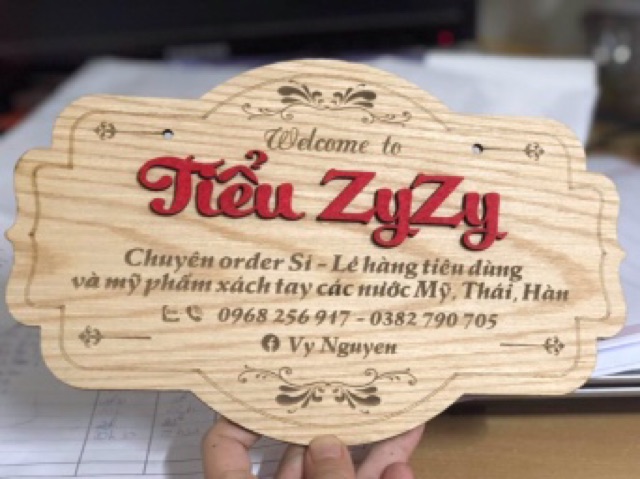 Welcome to
Tiểu ZyZy
Chuyên order Sỉ - Lẻ hàng tiêu dùng
và mỹ phẩm xách tay các nước Mỹ, Thái, Hàn
0968 256 917 - 0382 790 705
Vy Nguyen